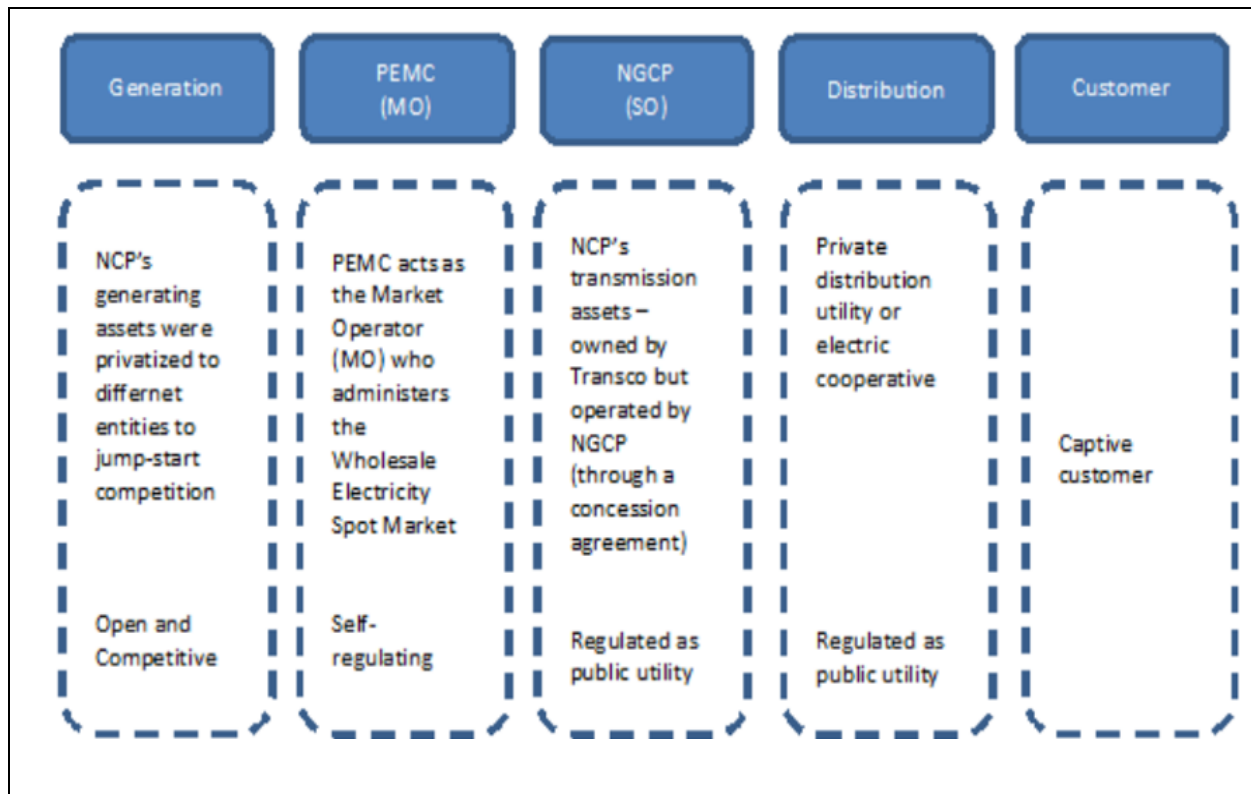 Generation
PEMC
(MO)
NGCP
(SO)
Distribution
Customer
NCP's
generating
assets were
privatized to
differnet
entities to
jump-start
competition
Open and
Competitive
PEMC acts as
the Market
Operator
(MO) who
administers
the
Wholesale
Electricity
Spot Market
Self-
regulating
NCP's
transmission
assets –
owned by
Transco but
operated by
NGCP
(through a
concession
agreement)
Regulated as
public utility
Private
distribution
utility or
electric
cooperative
Regulated as
public utility
Captive
customer